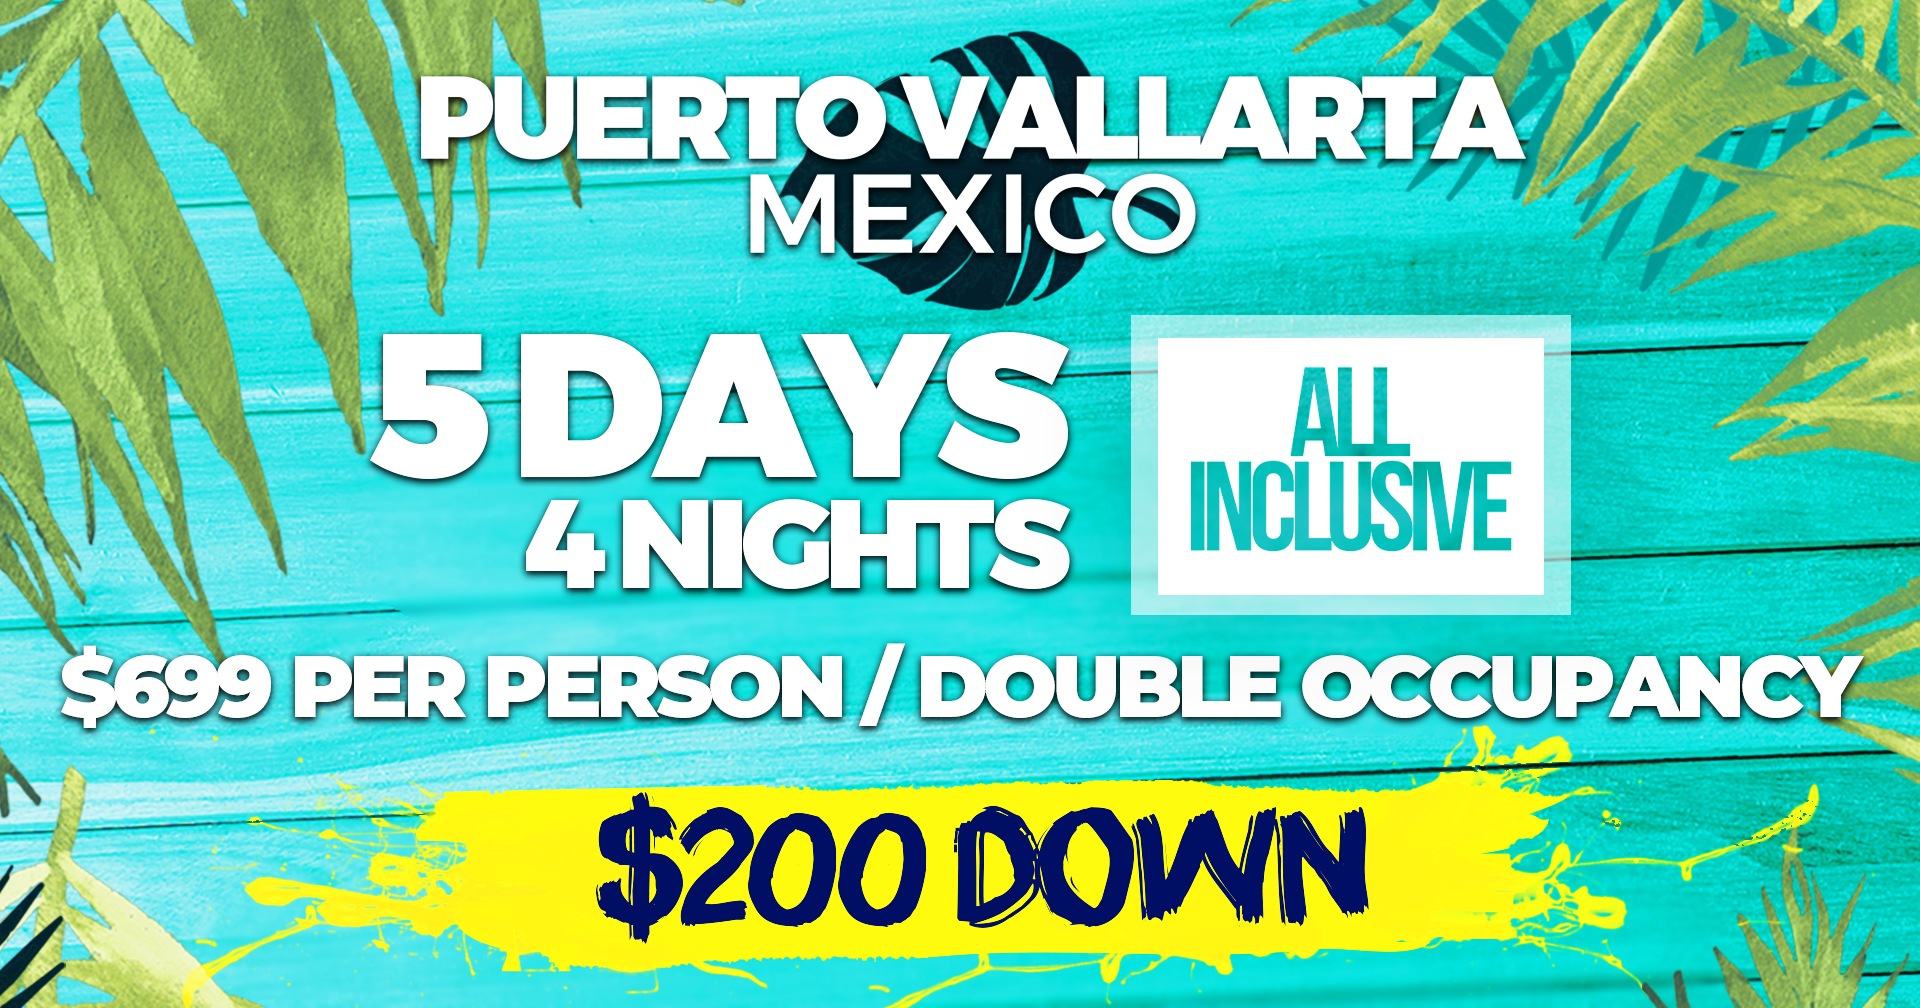 PUERTO VALLARTA
MEXICO
5 DAYS
4 NIGHTS
ALL
INCLUSIVE
$699 PER PERSON / DOUBLE OCCUPANCY
$200 DOWN